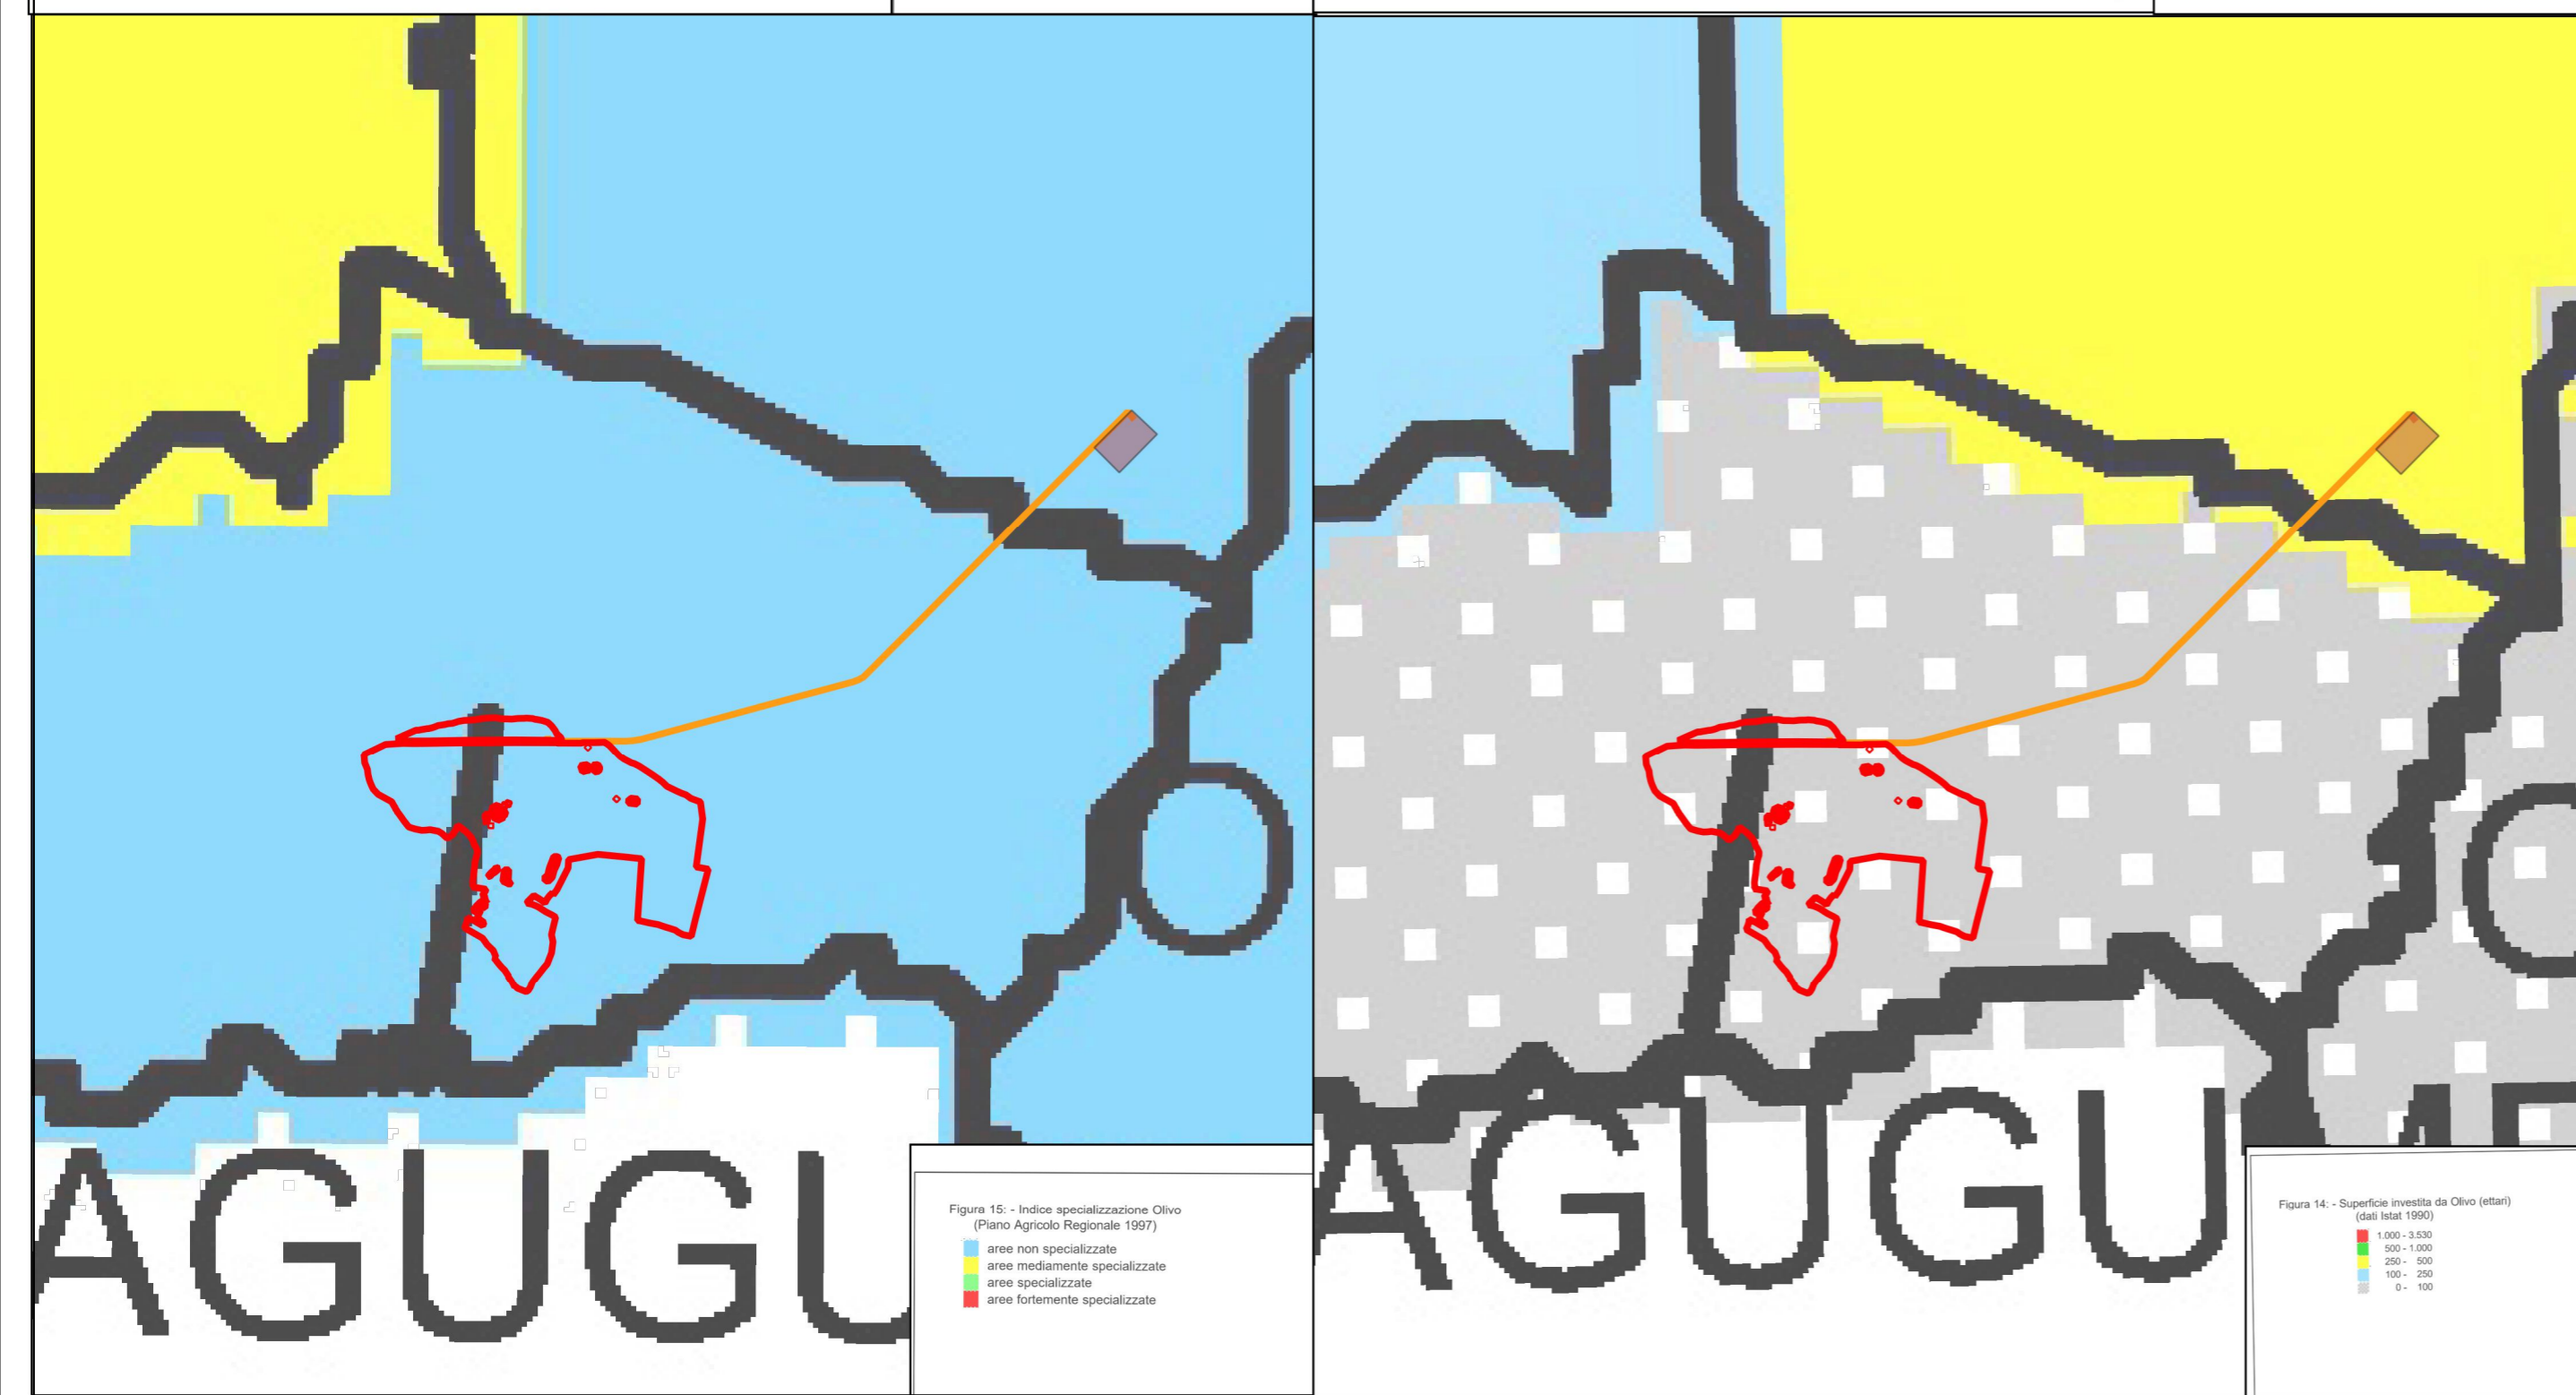 AGUGU
O
Figura 15: - Indice specializzazione Olivo
(Piano Agricolo Regionale 1997)
aree non specializzate
aree mediamente specializzate
aree specializzate
aree fortemente specializzate
AGUGU
Figura 14: - Superficie investita da Olivo (ettari)
(dati Istat 1990)
1.000 - 3.530
500 - 1.000
250 - 500
100 - 250
0 - 100